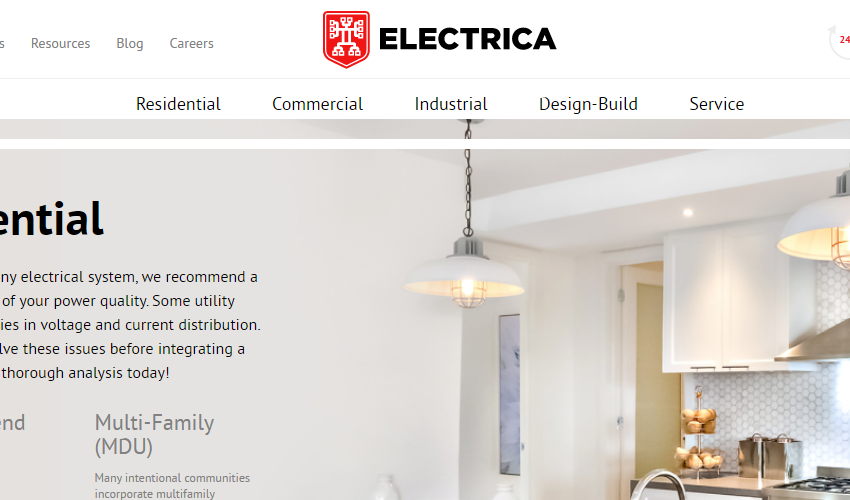 Resources Blog Careers
ELECTRICA
24
Residential Commercial Industrial Design-Build Service
ential
ny electrical system, we recommend a
of your power quality. Some utility
ies in voltage and current distribution.
lve these issues before integrating a
thorough analysis today!
end
Multi-Family
(MDU)
Many intentional communities
incorporate multifamily